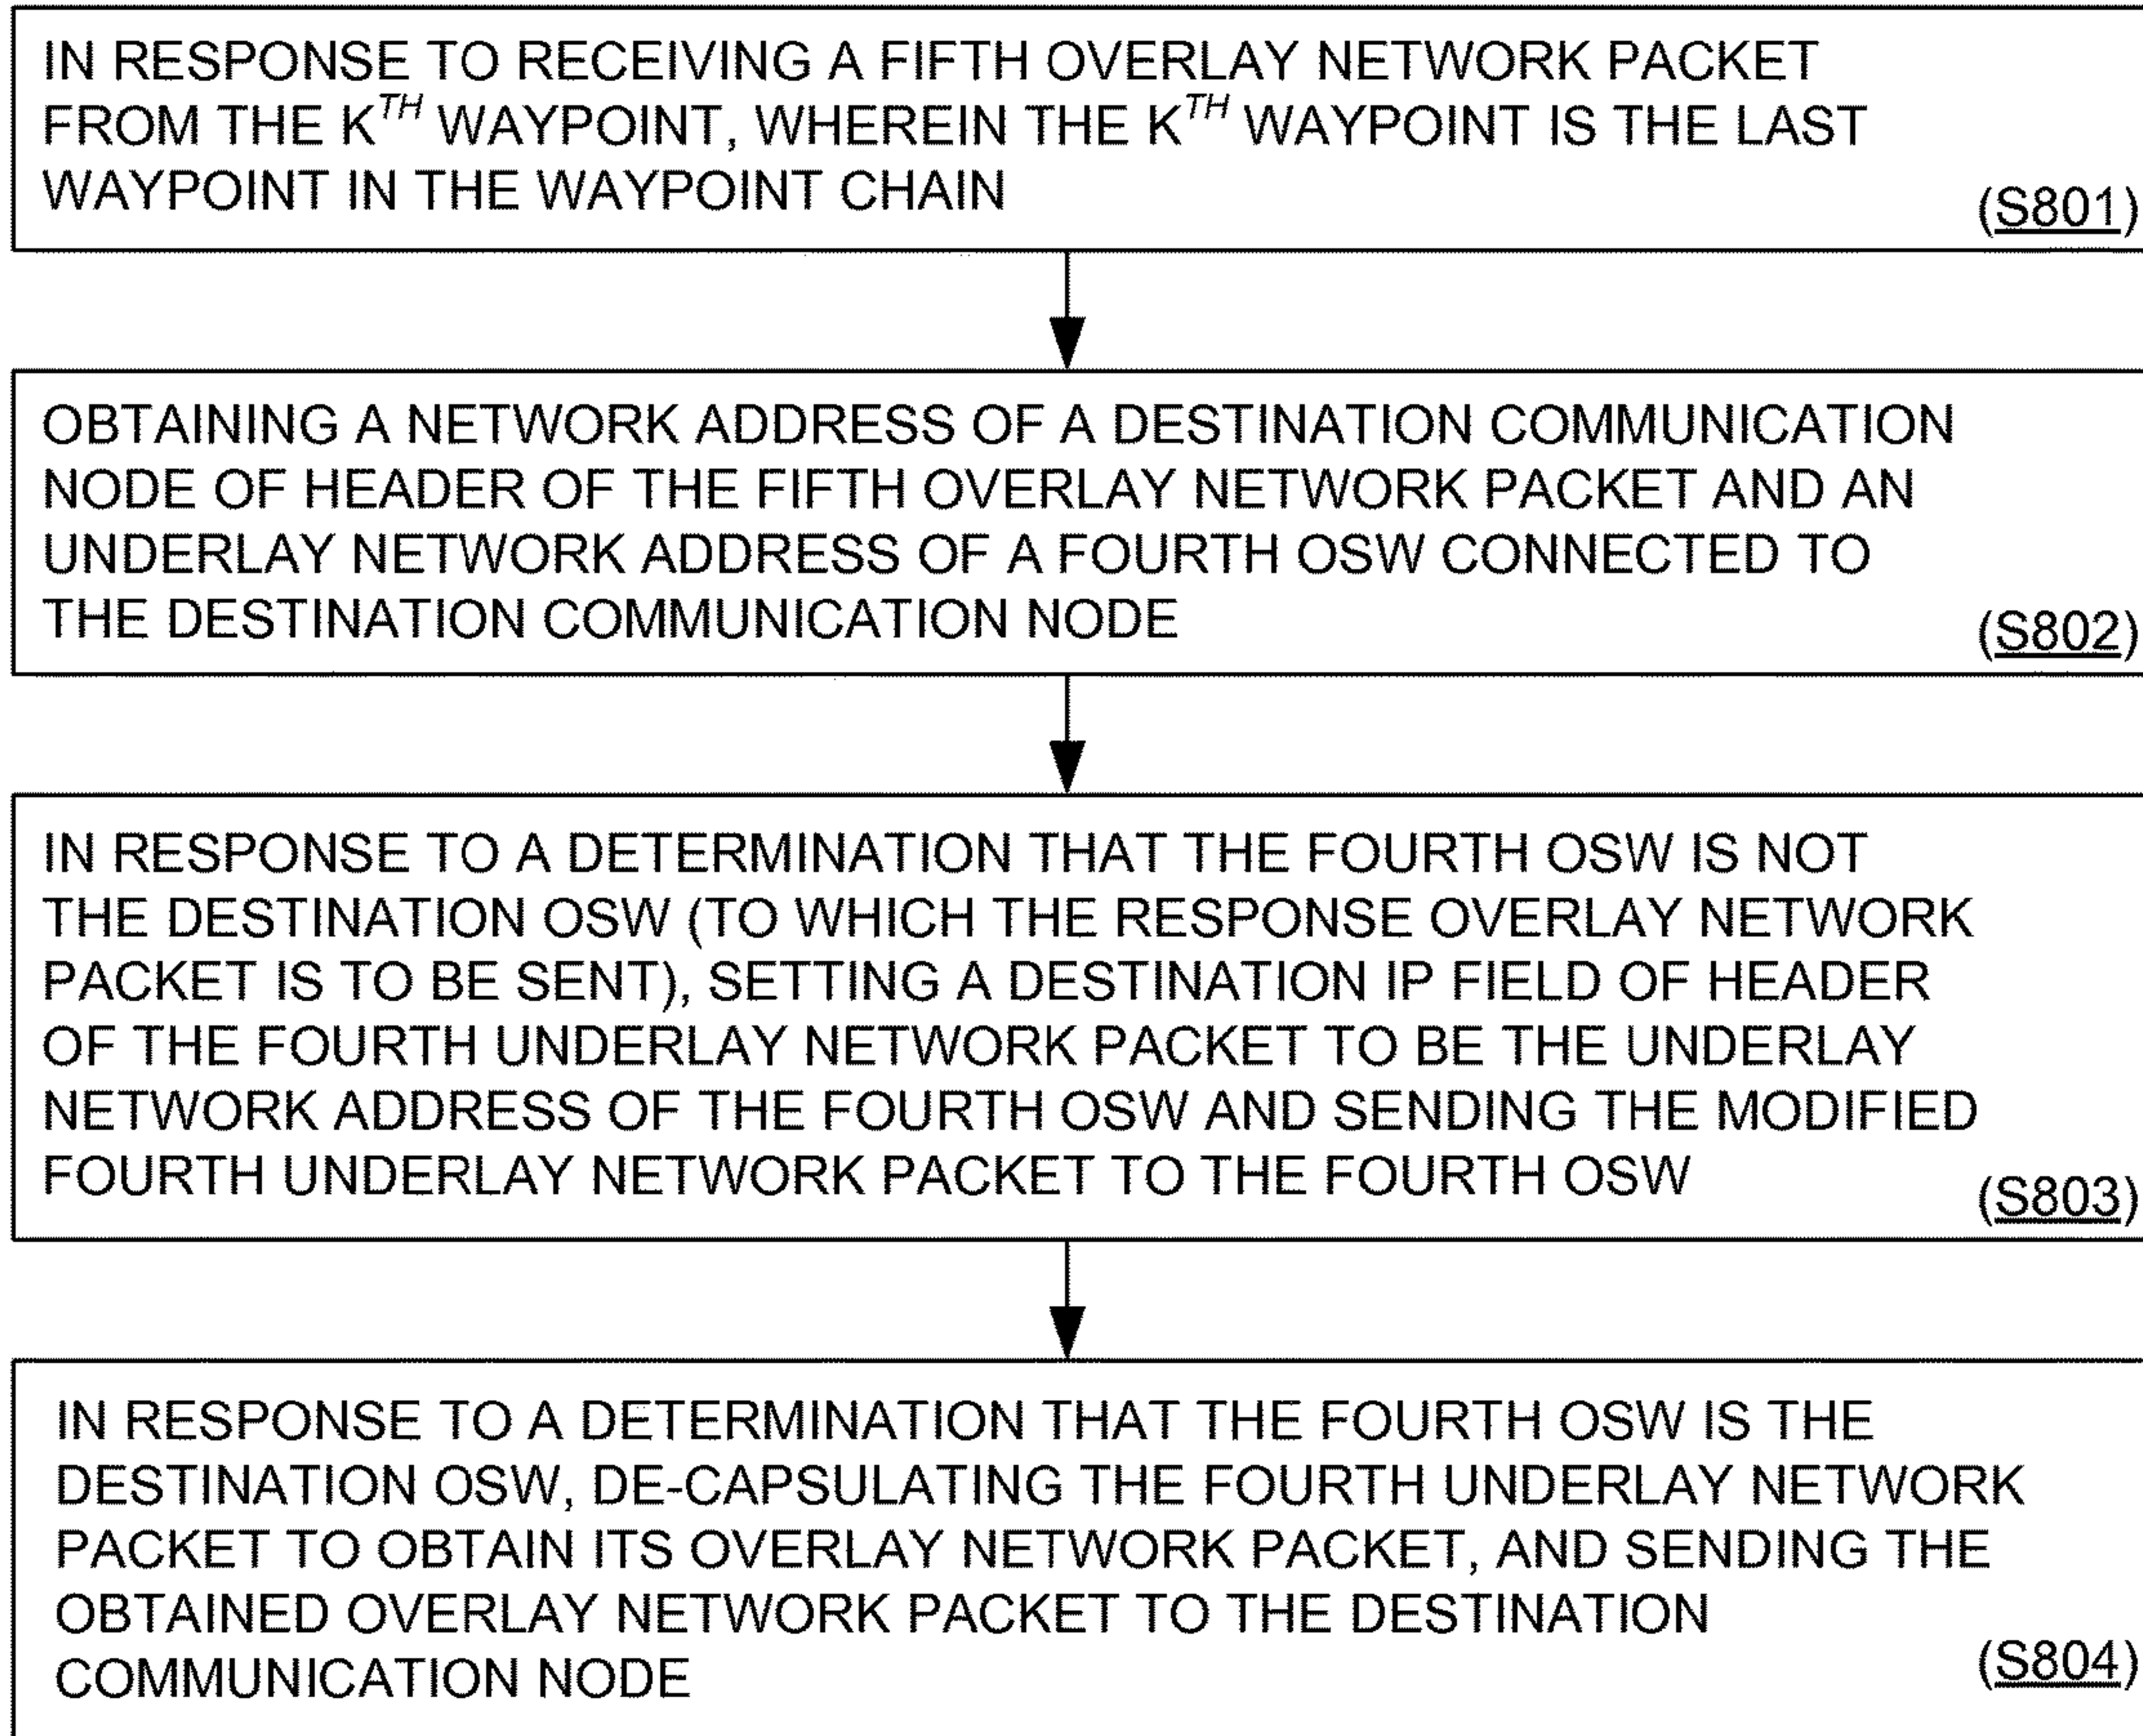 IN RESPONSE TO RECEIVING A FIFTH OVERLAY NETWORK PACKET
FROM THE K^TH WAYPOINT, WHEREIN THE K^TH WAYPOINT IS THE LAST
WAYPOINT IN THE WAYPOINT CHAIN
(S801)
OBTAINING A NETWORK ADDRESS OF A DESTINATION COMMUNICATION
NODE OF HEADER OF THE FIFTH OVERLAY NETWORK PACKET AND AN
UNDERLAY NETWORK ADDRESS OF A FOURTH OSW CONNECTED TO
THE DESTINATION COMMUNICATION NODE
(S802)
IN RESPONSE TO A DETERMINATION THAT THE FOURTH OSW IS NOT
THE DESTINATION OSW (TO WHICH THE RESPONSE OVERLAY NETWORK
PACKET IS TO BE SENT), SETTING A DESTINATION IP FIELD OF HEADER
OF THE FOURTH UNDERLAY NETWORK PACKET TO BE THE UNDERLAY
NETWORK ADDRESS OF THE FOURTH OSW AND SENDING THE MODIFIED
FOURTH UNDERLAY NETWORK PACKET TO THE FOURTH OSW
(S803)
IN RESPONSE TO A DETERMINATION THAT THE FOURTH OSW IS THE
DESTINATION OSW, DE-CAPSULATING THE FOURTH UNDERLAY NETWORK
PACKET TO OBTAIN ITS OVERLAY NETWORK PACKET, AND SENDING THE
OBTAINED OVERLAY NETWORK PACKET TO THE DESTINATION
COMMUNICATION NODE
(S804)